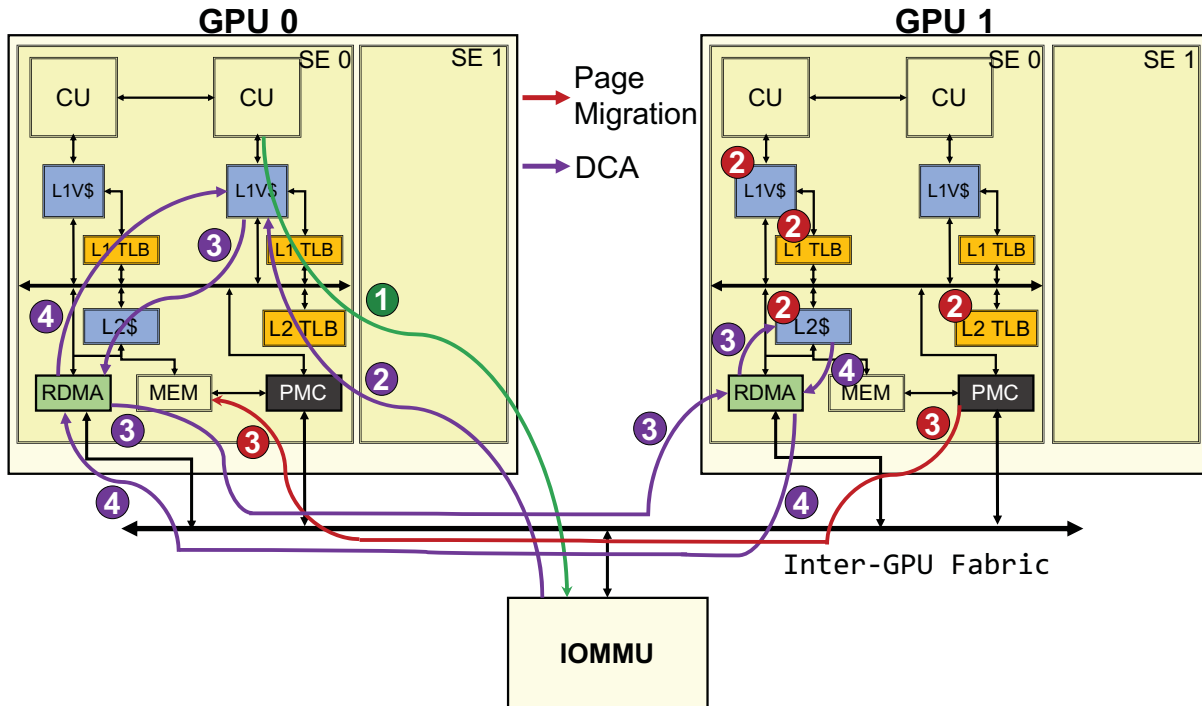 GPU 0
GPU 1
SE 0
SE 1
SE 0
SE 1
CU
CU
Page
Migration
DCA
CU
CU
L1V$
L1V$
2
L1V$
L1V$
3
2
L1 TLB
L1 TLB
L1 TLB
L1 TLB
4
1
L2$
L2 TLB
2
L2$
2
L2 TLB
2
3
4
RDMA
MEM
PMC
RDMA
MEM
PMC
3
3
3
3
4
4
Inter-GPU Fabric
IOMMU